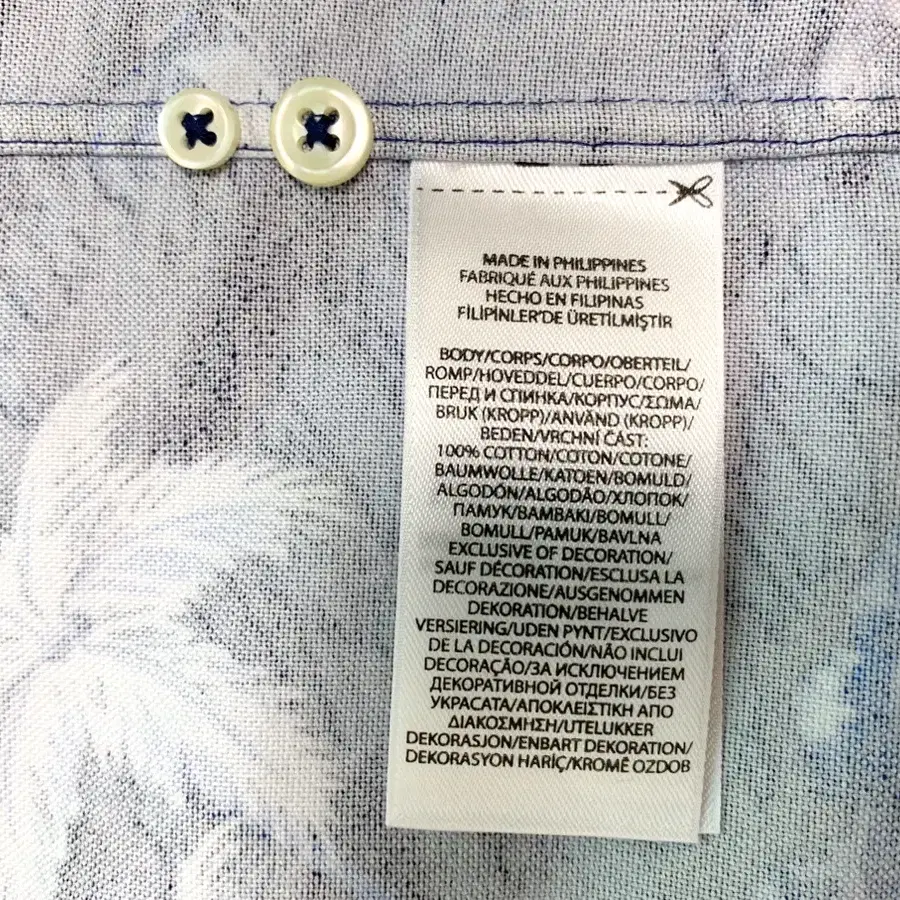 MADE IN PHILIPPINES
FABRIQUÉ AUX PHILIPPINES
HECHO EN FILIPINAS
FİLİPİNLER'DE ÜRETİLMİŞTİR
BODY/CORPS/CORPO/OBERTEIL/
ROMP/HOVEDDEL/CUERPO/CORPO/
ПЕРЕД И СПИНКА/КОРПУС/ΣΩΜΑ/
BRUK (KROPP)/ANVÄND (KROPP)/
BEDEN/VRCHNÍ ČÁST:
100% COTTON/COTON/COTONE/
BAUMWOLLE/KATOEN/BOMULD/
ALGODÓN/ALGODÃO/ХЛОПОК/
ПАМУК/ΒΑΜΒΑΚΙ/BOMULL/
BOMULL/PAMUK/BAVLNA
EXCLUSIVE OF DECORATION/
SAUF DÉCORATION/ESCLUSA LA
DECORAZIONE/AUSGENOMMEN
DEKORATION/BEHALVE
VERSIERING/UDEN PYNT/EXCLUSIVO
DE LA DECORACIÓN/NÃO INCLUI
DECORAÇÃO/ЗА ИСКЛЮЧЕНИЕМ
ДЕКОРАТИВНОЙ ОТДЕЛКИ/БЕЗ
УКРАСАТА/ΑΠΟΚΛΕΙΣΤΙΚΗ ΑΠΟ
ΔΙΑΚΟΣΜΗΣΗ/UTELUKKER
DEKORASJON/ENBART DEKORATION/
DEKORASYON HARİÇ/KROMĚ OZDOB